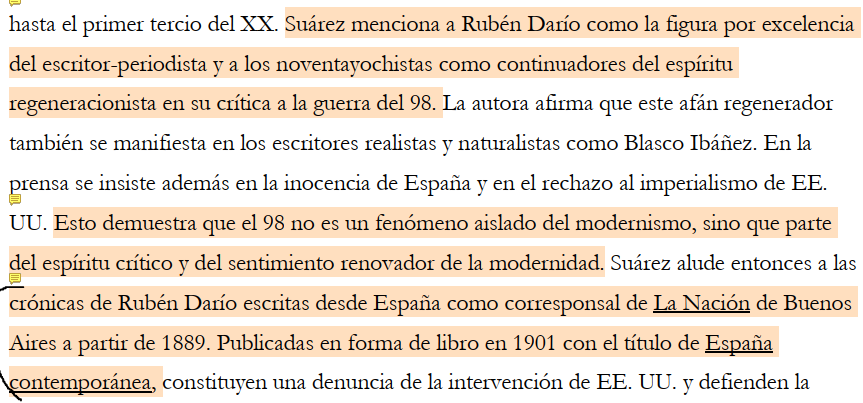 hasta el primer tercio del XX. Suárez menciona a Rubén Darío como la figura por excelencia
del escritor-periodista y a los noventayochistas como continuadores del espíritu
regeneracionista en su crítica a la guerra del 98. La autora afirma que este afán regenerador
también se manifiesta en los escritores realistas y naturalistas como Blasco Ibáñez. En la
prensa se insiste además en la inocencia de España y en el rechazo al imperialismo de EE.
UU. Esto demuestra que el 98 no es un fenómeno aislado del modernismo, sino que parte
del espíritu crítico y del sentimiento renovador de la modernidad. Suárez alude entonces a las
crónicas de Rubén Darío escritas desde España como corresponsal de La Nación de Buenos
Aires a partir de 1889. Publicadas en forma de libro en 1901 con el título de España
contemporánea, constituyen una denuncia de la intervención de EE. UU. y defienden la